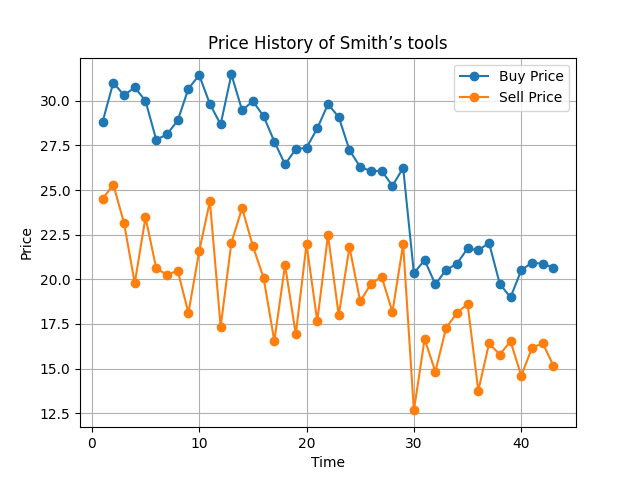 Price History of Smith’s tools
Buy Price
Sell Price
30.0
27.5
25.0
22.5
20.0
17.5
15.0
12.5
Price
0 10 20 30 40
Time